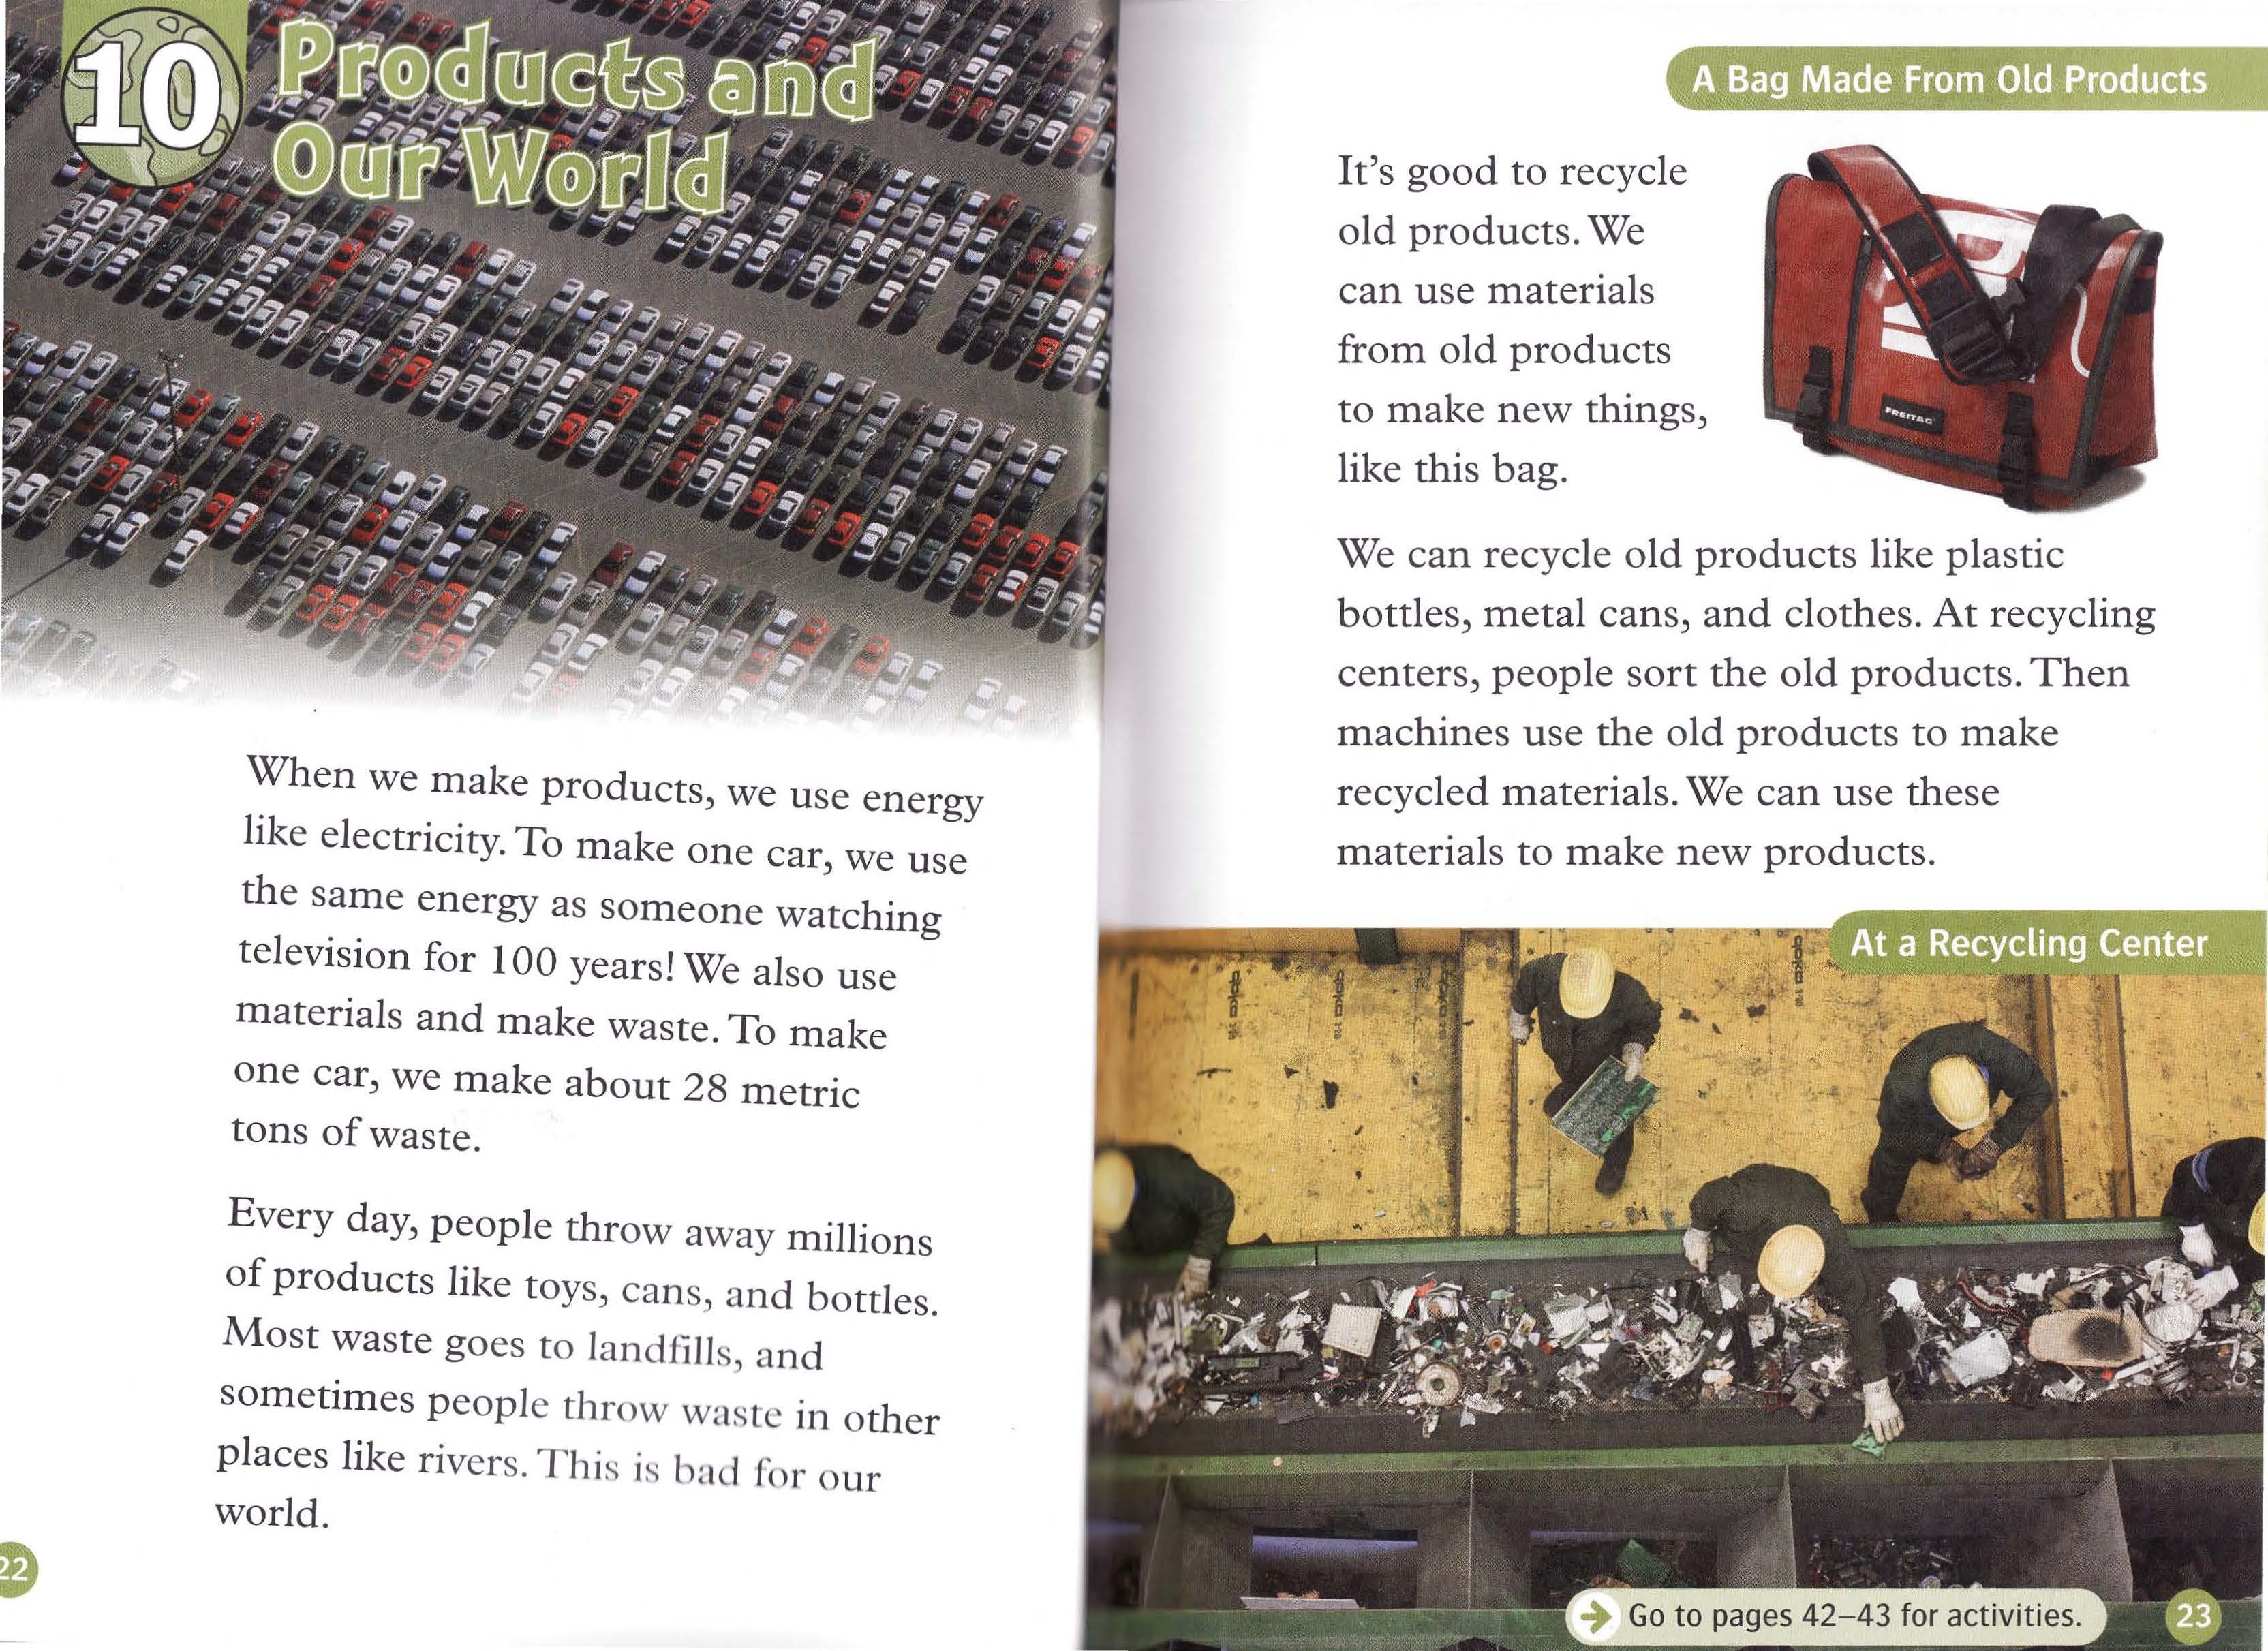 10
Products and
Our World
When we make products, we use energy
like electricity. To make one car, we use
the same energy as someone watching
television for 100 years! We also use
materials and make waste. To make
one car, we make about 28 metric
tons of waste.
Every day, people throw away millions
of products like toys, cans, and bottles.
Most waste goes to landfills, and
sometimes people throw waste in other
places like rivers. This is bad for our
world.
22
A Bag Made From Old Products
It's good to recycle
old products. We
can use materials
from old products
to make new things,
like this bag.
FREITAG
We can recycle old products like plastic
bottles, metal cans, and clothes. At recycling
centers, people sort the old products. Then
machines use the old products to make
recycled materials. We can use these
materials to make new products.
At a Recycling Center
Go to pages 42–43 for activities.
23